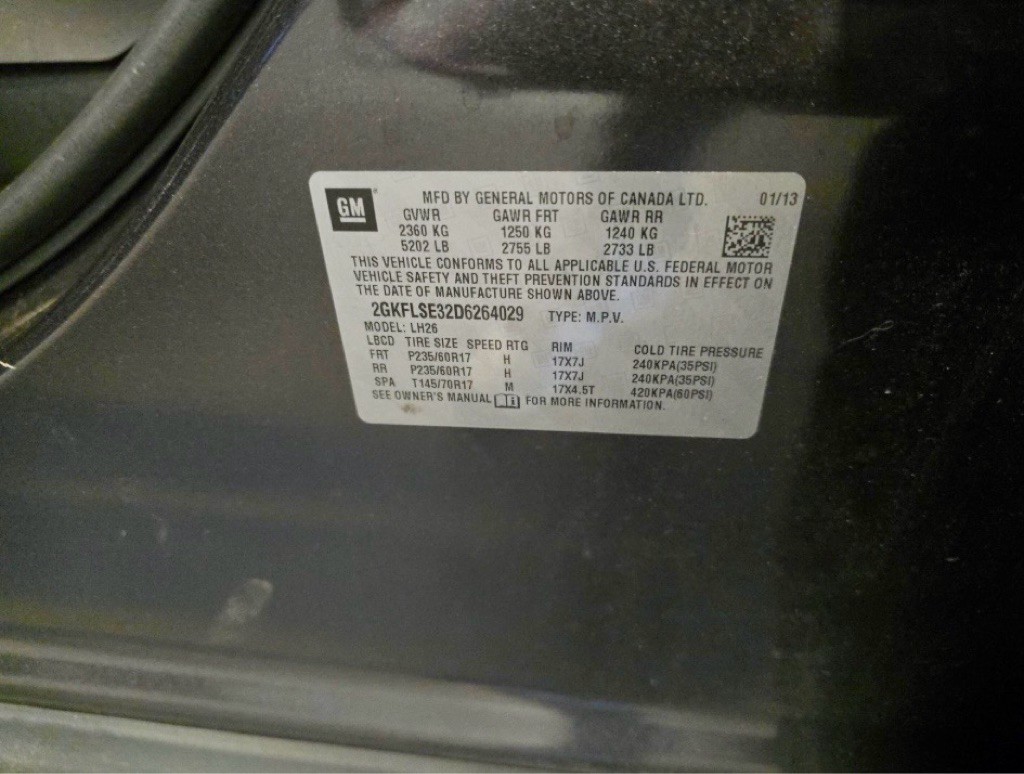 GM
MFD BY GENERAL MOTORS OF CANADA LTD. 01/13
GVWR GAWR FRT GAWR RR
2360 KG 1250 KG 1240 KG
5202 LB 2755 LB 2733 LB
THIS VEHICLE CONFORMS TO ALL APPLICABLE U.S. FEDERAL MOTOR
VEHICLE SAFETY AND THEFT PREVENTION STANDARDS IN EFFECT ON
THE DATE OF MANUFACTURE SHOWN ABOVE.
2GKFLSE32D6264029 TYPE: M.P.V.
MODEL: LH26
LBCD TIRE SIZE SPEED RTG RIM COLD TIRE PRESSURE
FRT P235/60R17 H 17X7J 240KPA(35PSI)
RR P235/60R17 H 17X7J 240KPA(35PSI)
SPA T145/70R17 M 17X4.5T 420KPA(60PSI)
SEE OWNER'S MANUAL FOR MORE INFORMATION.